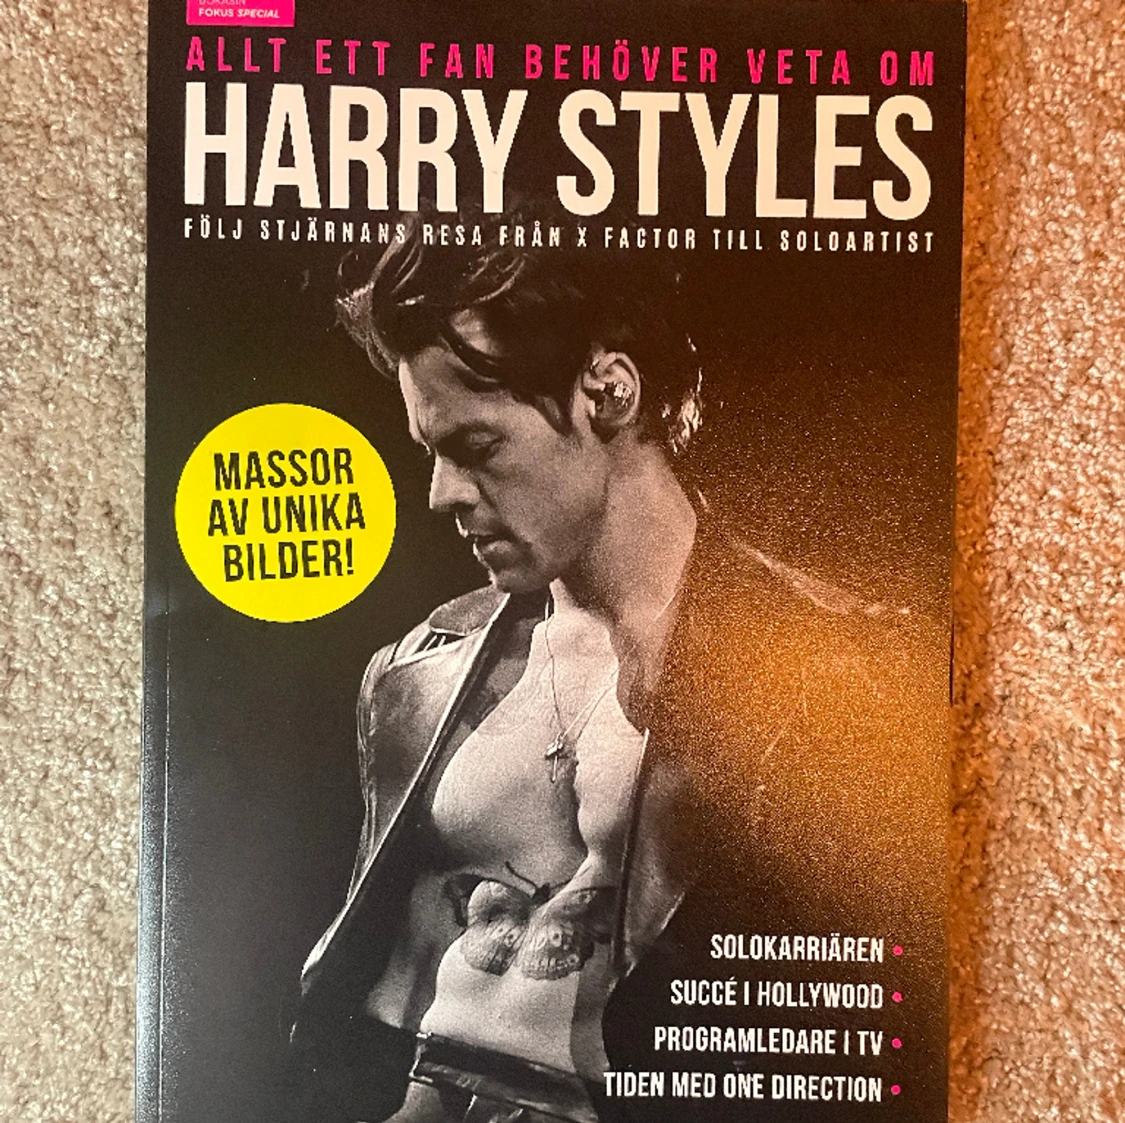 BOKASIN
FOKUS SPECIAL
ALLT ETT FAN BEHÖVER VETA OM
HARRY STYLES
FÖLJ STJÄRNANS RESA FRÅN X FACTOR TILL SOLOARTIST
MASSOR
AV UNIKA
BILDER!
SOLOKARRIÄREN
SUCCÉ I HOLLYWOOD
PROGRAMLEDARE I TV
TIDEN MED ONE DIRECTION